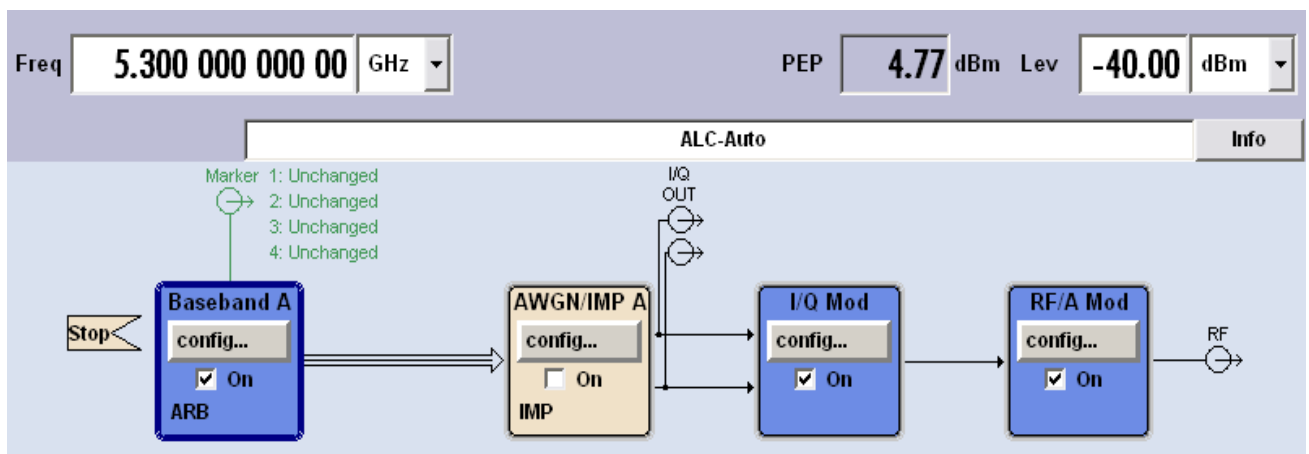 Freq 5.300 000 000 00 GHz PEP 4.77 dBm Lev -40.00 dBm
ALC-Auto Info
Marker 1: Unchanged
2: Unchanged
3: Unchanged
4: Unchanged
I/Q
OUT
Baseband A AWGN/IMP A I/Q Mod RF/A Mod
Stop config... config... config... config... RF
On On On On
ARB IMP